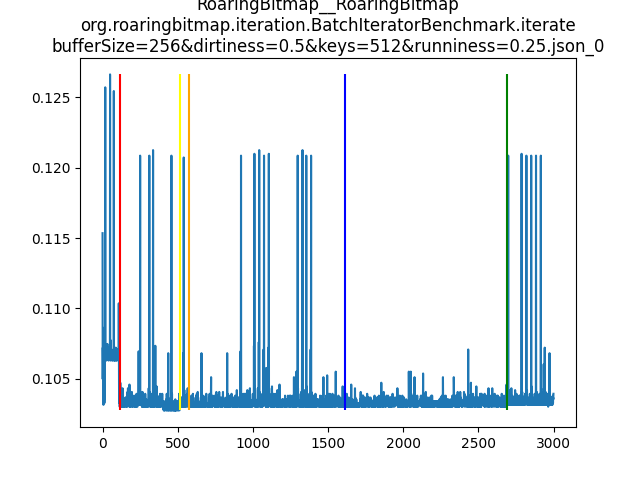 RoaringBitmap__RoaringBitmap
org.roaringbitmap.iteration.BatchIteratorBenchmark.iterate
bufferSize=256&dirtiness=0.5&keys=512&runniness=0.25.json_0
0.125
0.120
0.115
0.110
0.105
0 500 1000 1500 2000 2500 3000